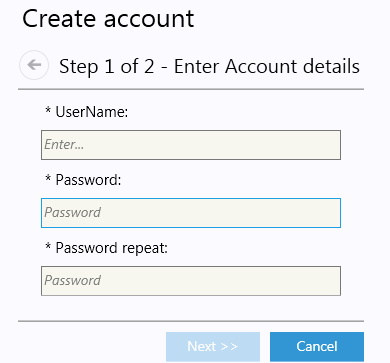 Create account
Step 1 of 2 - Enter Account details
* UserName:
Enter...
* Password:
Password
* Password repeat:
Password
Next >> Cancel